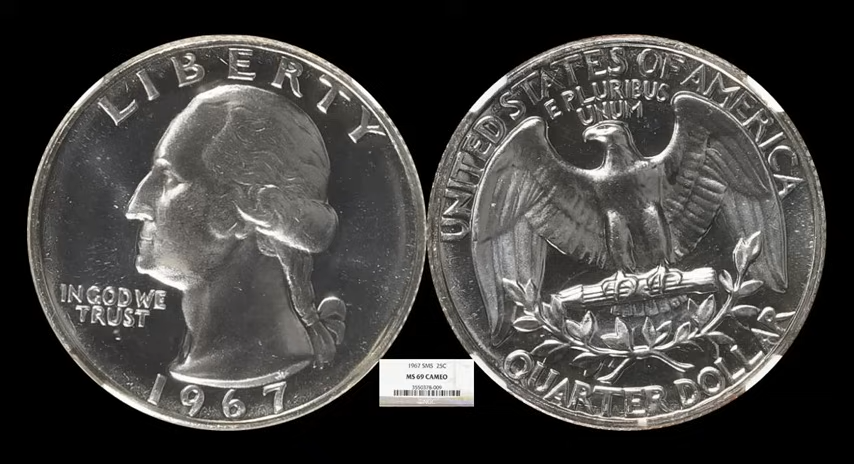 LIBERTY
IN GOD WE
TRUST
1967
UNITED STATES OF AMERICA
E PLURIBUS
UNUM
QUARTER DOLLAR
1967 SMS 25C
MS 69 CAMEO